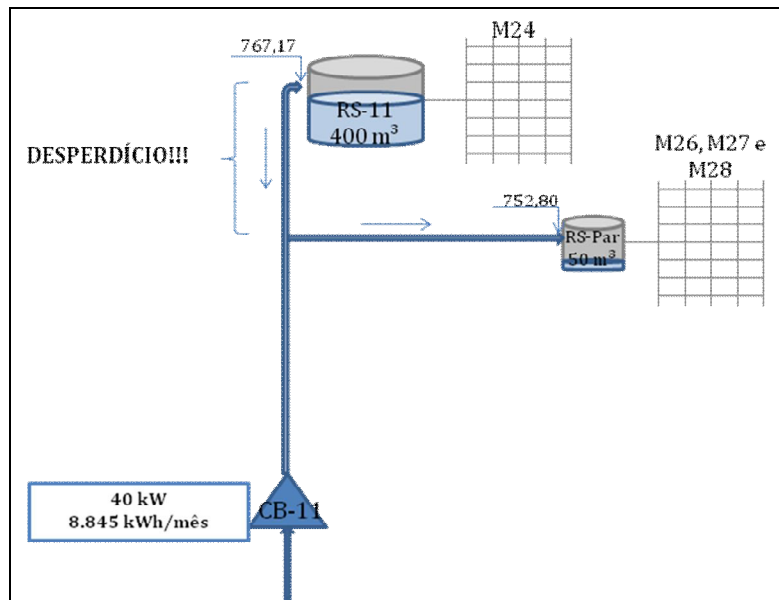 M24
767,17
RS-11
400 m³
DESPERDÍCIO!!!
M26, M27 e
M28
752,80
RS-Par
50 m³
40 kW
8.845 kWh/mês
CB-11